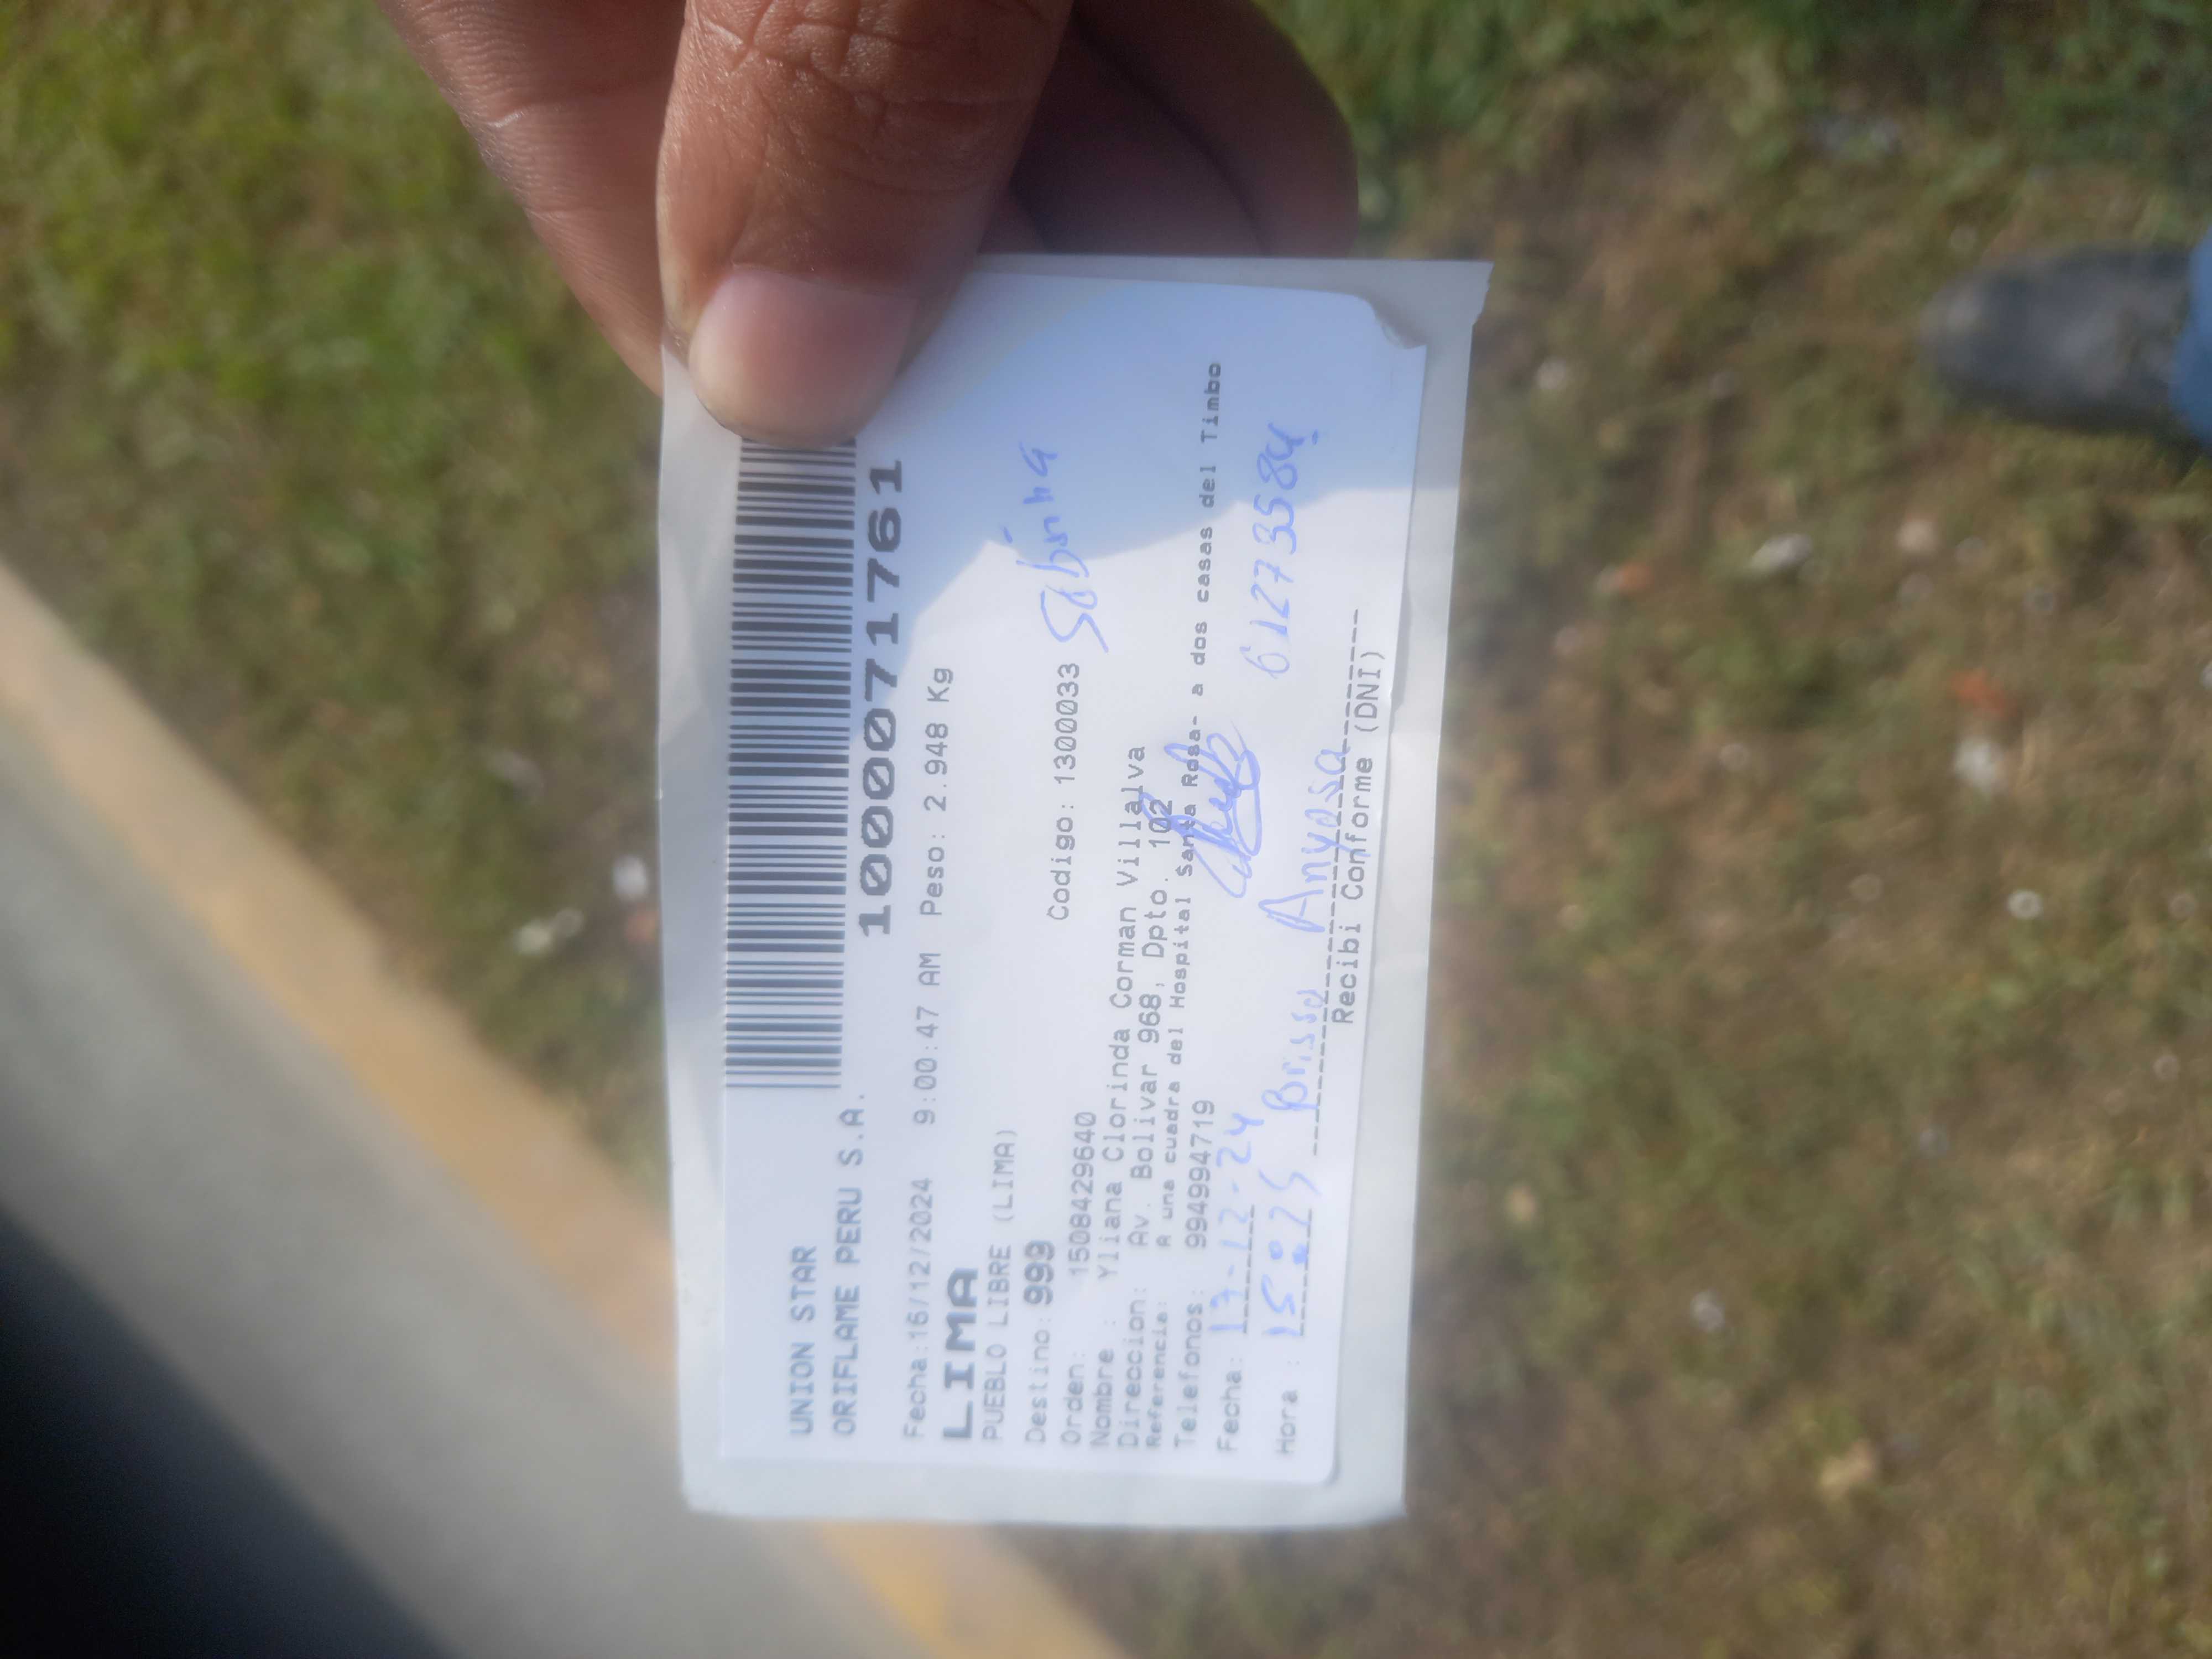 UNION STAR
ORIFLAME PERU S.A.
10007171761
Fecha:16/12/2024 9:00:47 AM Peso: 2.948 Kg
LIMA
PUEBLO LIBRE (LIMA)
Destino: 999
Orden: 1508429640 Codigo: 1300033
Sabrina
Nombre : Yliana Clorinda Corman Villalva
Direccion: Av. Bolivar 968, Dpto. 102
Referencia: A una cuadra del Hospital Santa Rosa- a dos casas del Timbo
Telefonos: 994994719
Fecha: 17-12-24
61273584
Hora : 15:25 Brissa Anyosa
Recibi Conforme (DNI)